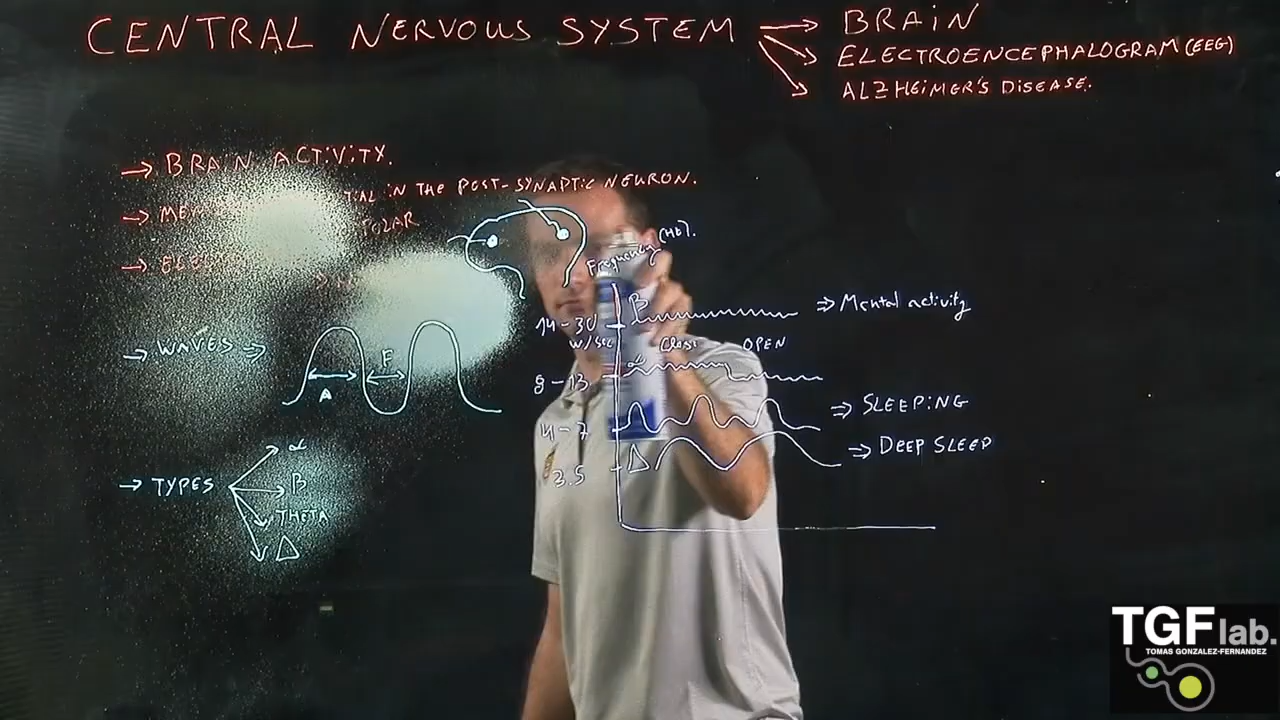 CENTRAL NERVOUS SYSTEM
BRAIN
ELECTROENCEPHALOGRAM (EEG)
ALZHEIMER'S DISEASE.
→ BRAIN ACTIVITY.
IN THE POST-SYNAPTIC NEURON.
Frequency (Hz).
14-30
W/SEC
β
⇒ Mental activity
→ WAVES ⇒
A
F
8-13
α
OPEN
4-7
⇒ SLEEPING
3.5
Δ
⇒ DEEP SLEEP
→ TYPES
α
β
THETA
Δ
TGF lab.
TOMAS GONZALEZ-FERNANDEZ